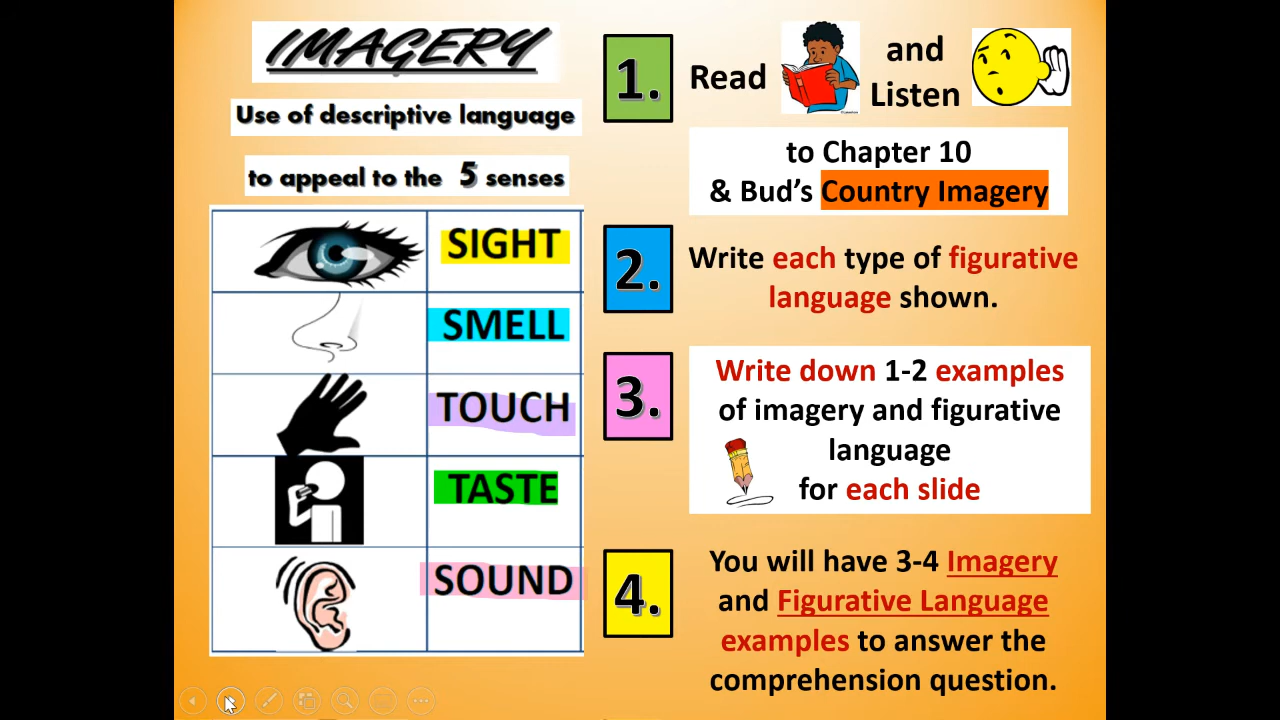 IMAGERY
Use of descriptive language
to appeal to the 5 senses
SIGHT
SMELL
TOUCH
TASTE
SOUND
1.
Read and
Listen
to Chapter 10
& Bud's Country Imagery
2.
Write each type of figurative
language shown.
3.
Write down 1-2 examples
of imagery and figurative
language
for each slide
4.
You will have 3-4 Imagery
and Figurative Language
examples to answer the
comprehension question.